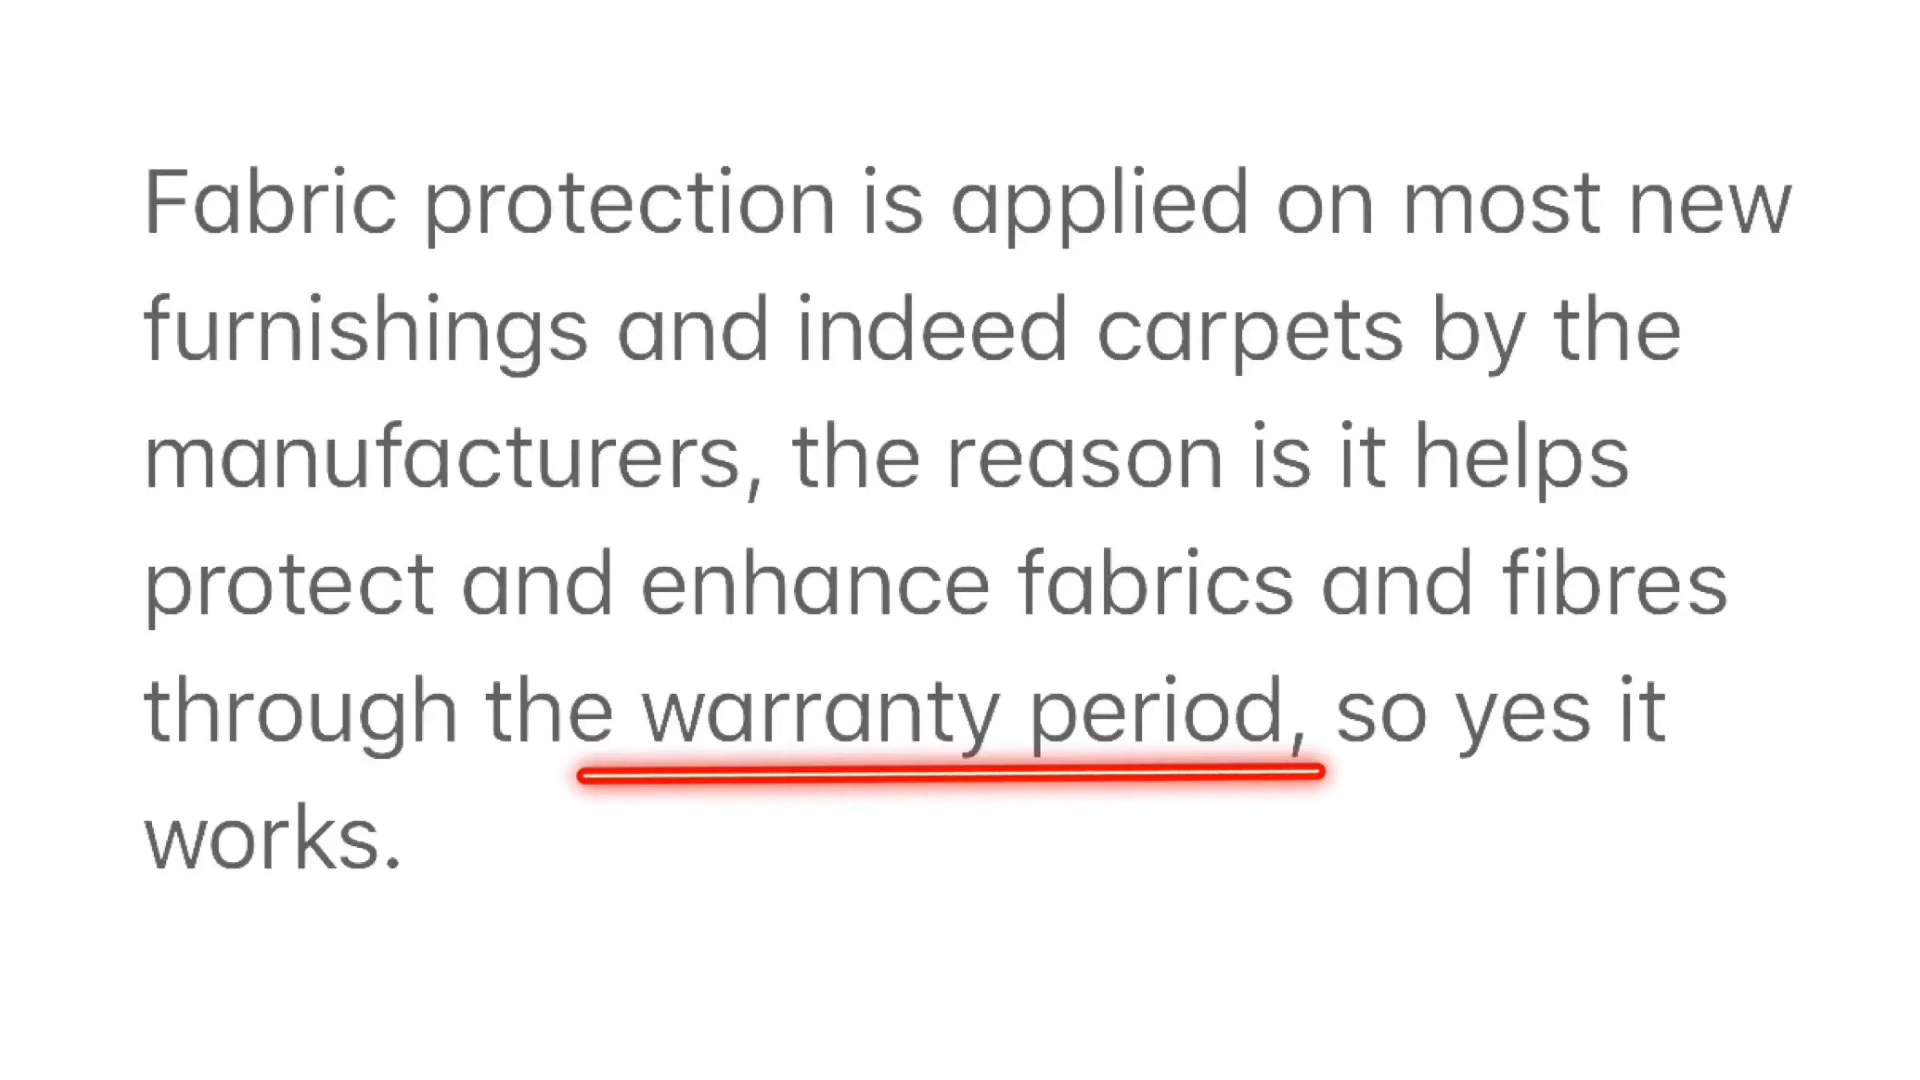 Fabric protection is applied on most new
furnishings and indeed carpets by the
manufacturers, the reason is it helps
protect and enhance fabrics and fibres
through the warranty period, so yes it
works.